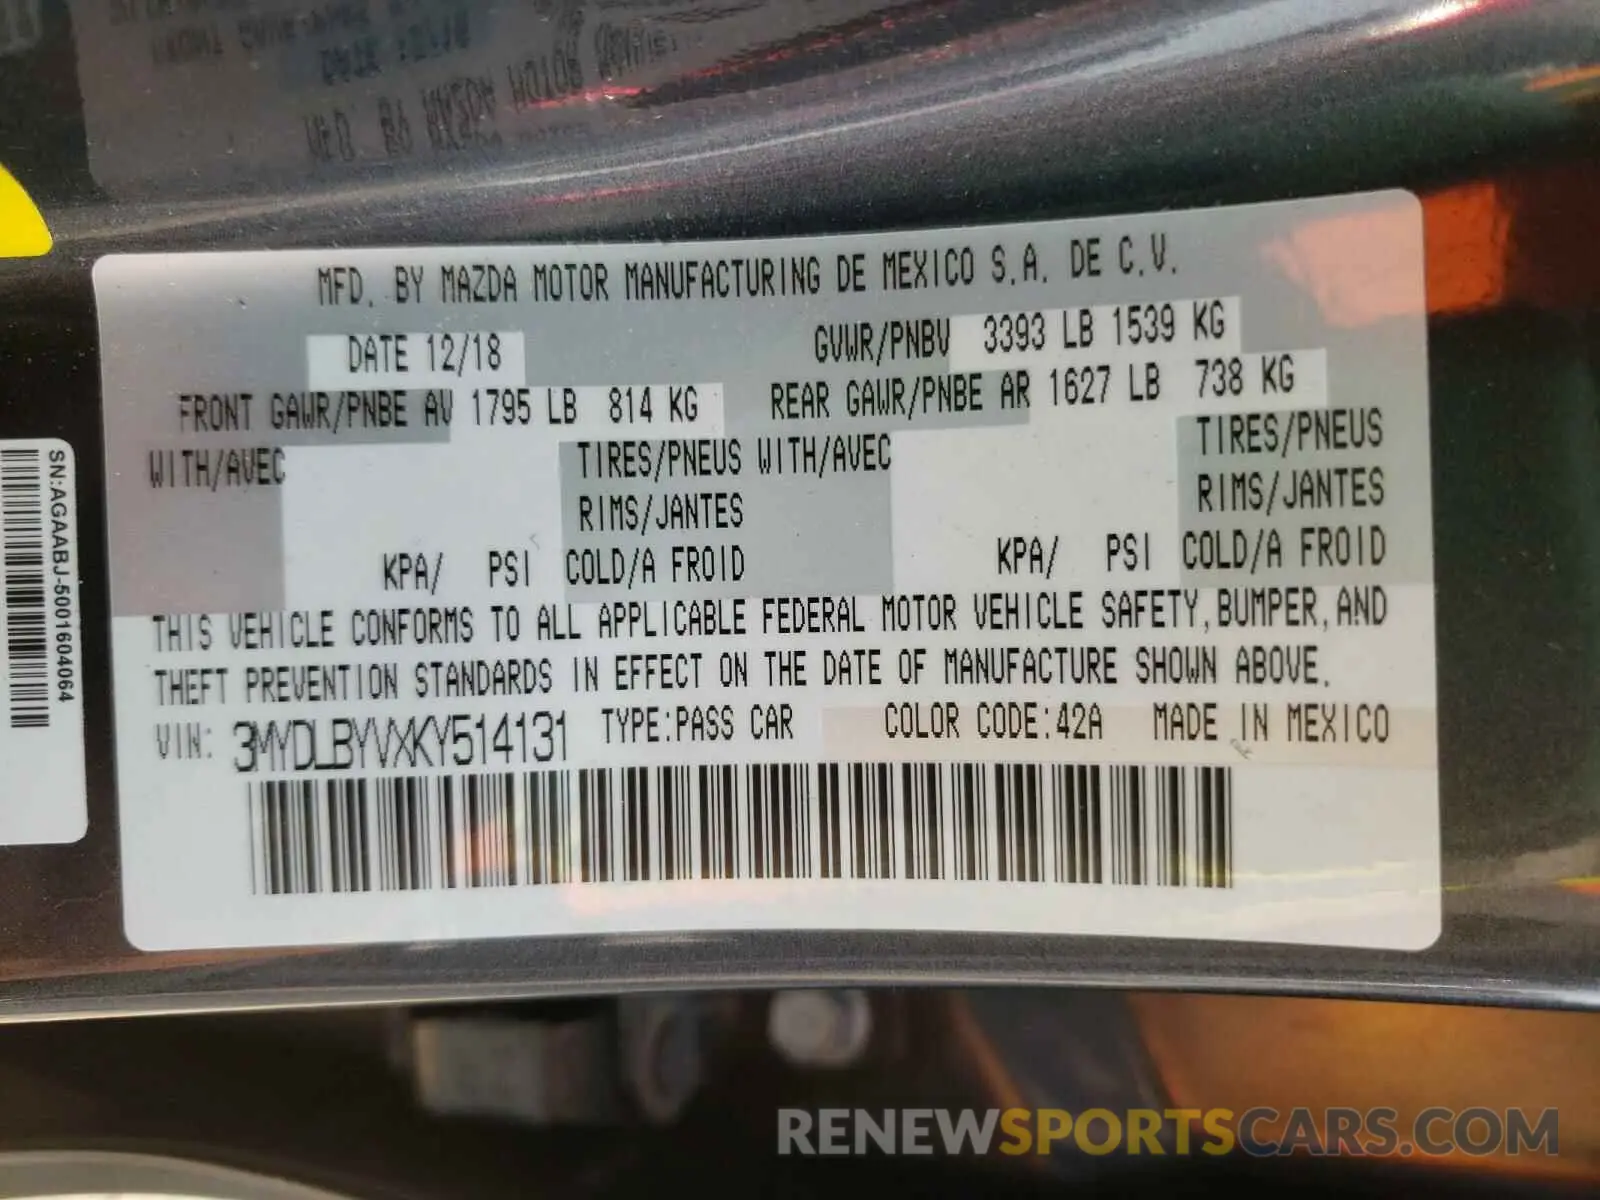 MFD. BY MAZDA MOTOR MANUFACTURING DE MEXICO S.A. DE C.V.
DATE 12/18 GVWR/PNBV 3393 LB 1539 KG
FRONT GAWR/PNBE AV 1795 LB 814 KG REAR GAWR/PNBE AR 1627 LB 738 KG
WITH/AVEC TIRES/PNEUS WITH/AVEC TIRES/PNEUS
RIMS/JANTES RIMS/JANTES
KPA/ PSI COLD/A FROID KPA/ PSI COLD/A FROID
THIS VEHICLE CONFORMS TO ALL APPLICABLE FEDERAL MOTOR VEHICLE SAFETY, BUMPER, AND
THEFT PREVENTION STANDARDS IN EFFECT ON THE DATE OF MANUFACTURE SHOWN ABOVE.
VIN: 3MYDLBYVXKY514131 TYPE:PASS CAR COLOR CODE:42A MADE IN MEXICO
SN:AGAABJ-5001604064
RENEWSPORTSCARS.COM